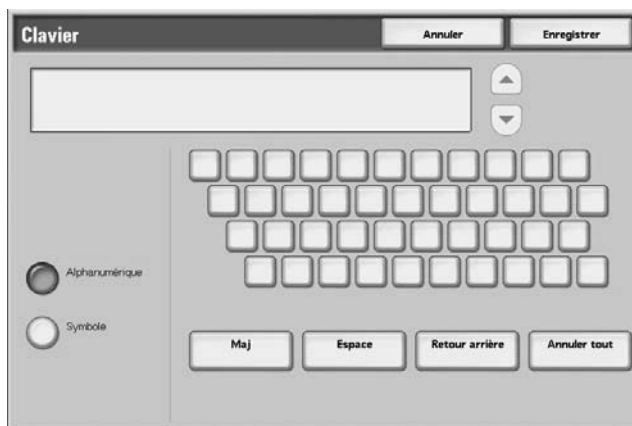 Clavier Annuler Enregistrer
Alphanumérique
Symbole
Maj Espace Retour arrière Annuler tout